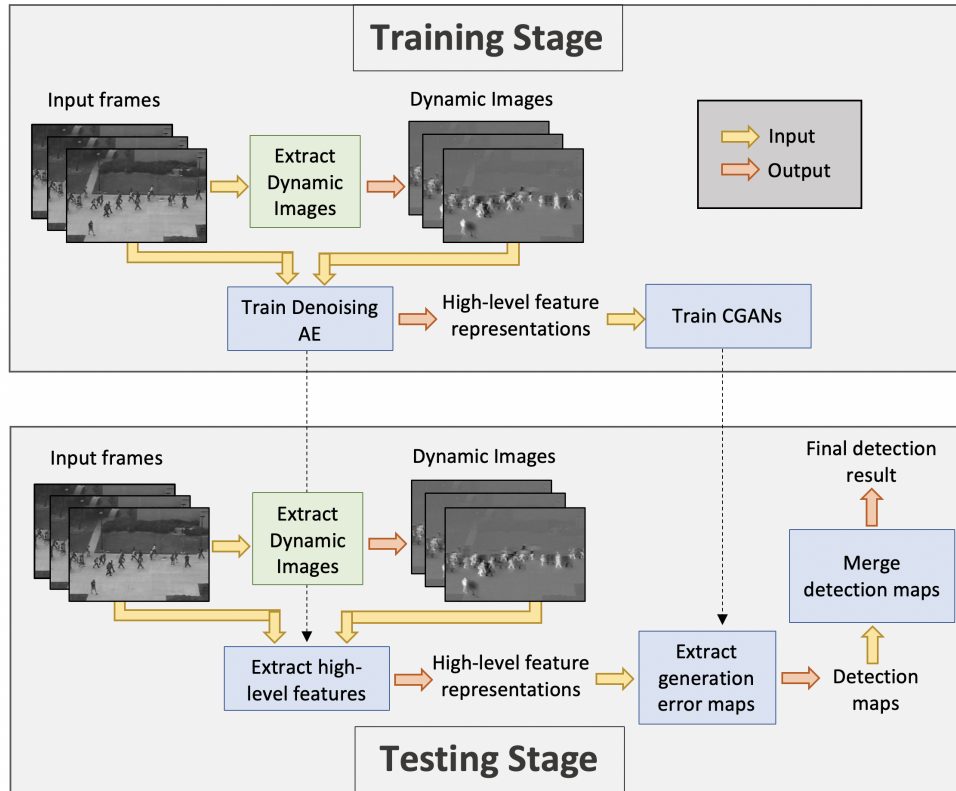 Training Stage
Input frames
Dynamic Images
Extract
Dynamic
Images
Input
Output
Train Denoising
AE
High-level feature
representations
Train CGANs
Input frames
Dynamic Images
Final detection
result
Extract
Dynamic
Images
Merge
detection maps
Extract high-
level features
High-level feature
representations
Extract
generation
error maps
Detection
maps
Testing Stage